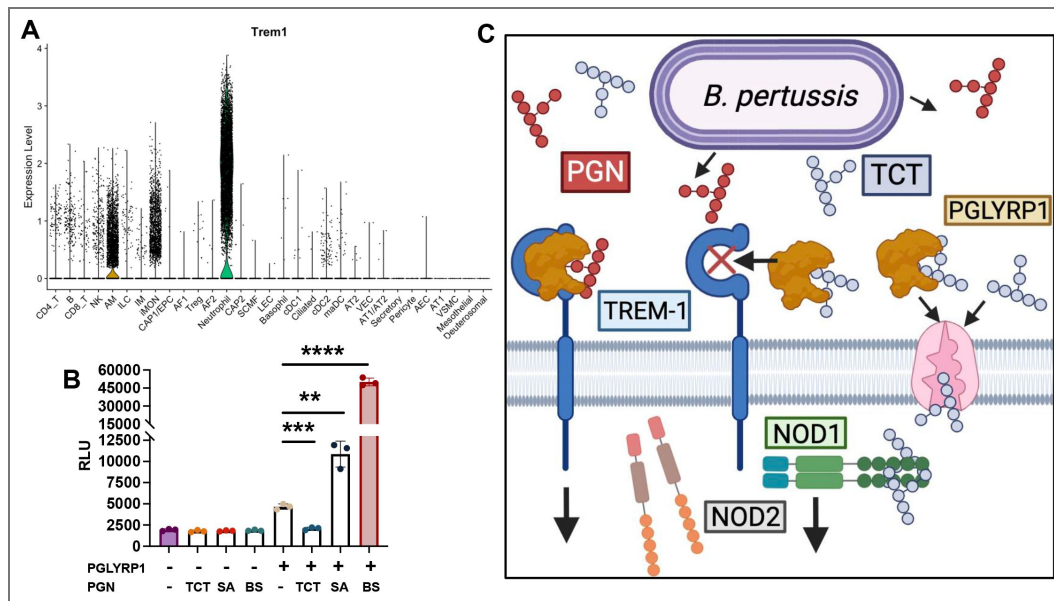 A
Trem1
Expression Level
4
3
2
1
0
CD4_T
B
CD8_T
NK
AM
ILC
IM
iMON
CAP1/EPC
AF1
Treg
AF2
Neutrophil
CAP2
SCMF
LEC
Basophil
cDC1
Ciliated
cDC2
maDC
AT2
VEC
AT1/AT2
Secretory
Pericyte
AEC
AT1
VSMC
Mesothelial
Deuterosomal
B
RLU
60000
45000
30000
15000
12500
10000
7500
5000
2500
0
****
**
***
PGLYRP1 - - - - + + + +
PGN - TCT SA BS - TCT SA BS
C
B. pertussis
PGN
TCT
PGLYRP1
TREM-1
NOD1
NOD2